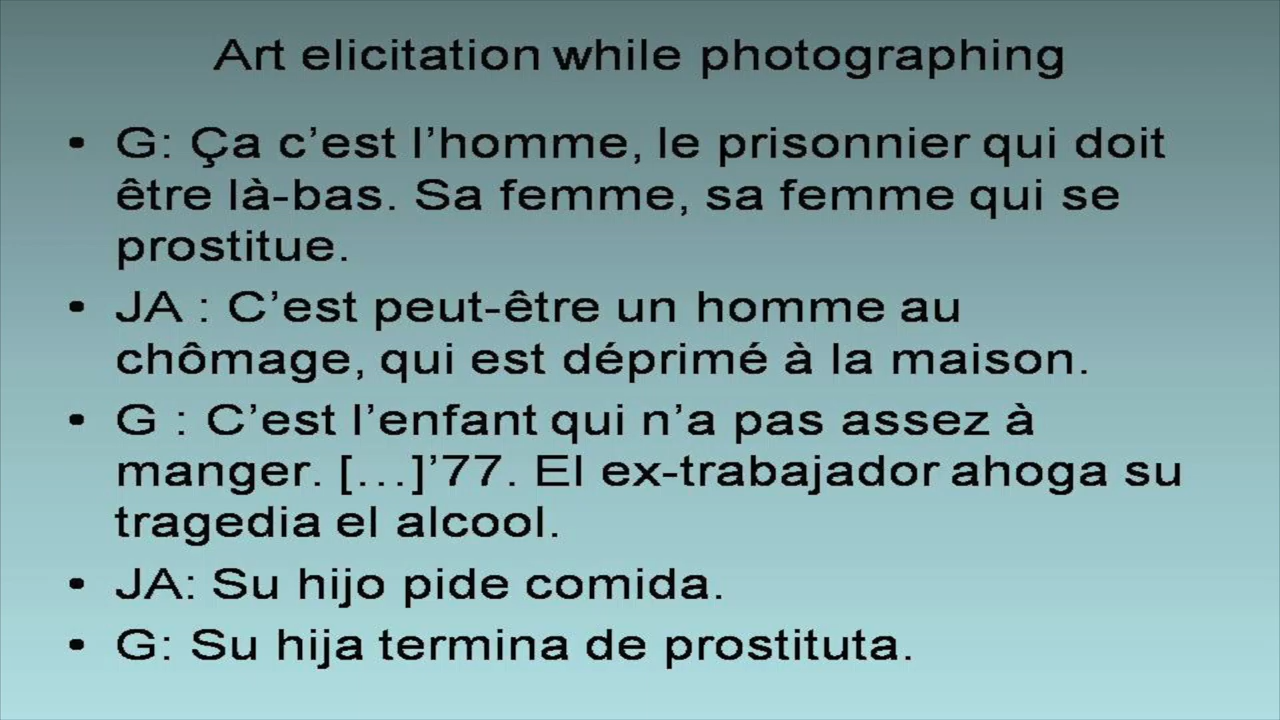 Art elicitation while photographing
• G: Ça c’est l’homme, le prisonnier qui doit
être là-bas. Sa femme, sa femme qui se
prostitue.
• JA : C’est peut-être un homme au
chômage, qui est déprimé à la maison.
• G : C’est l’enfant qui n’a pas assez à
manger. […]’77. El ex-trabajador ahoga su
tragedia el alcool.
• JA: Su hijo pide comida.
• G: Su hija termina de prostituta.